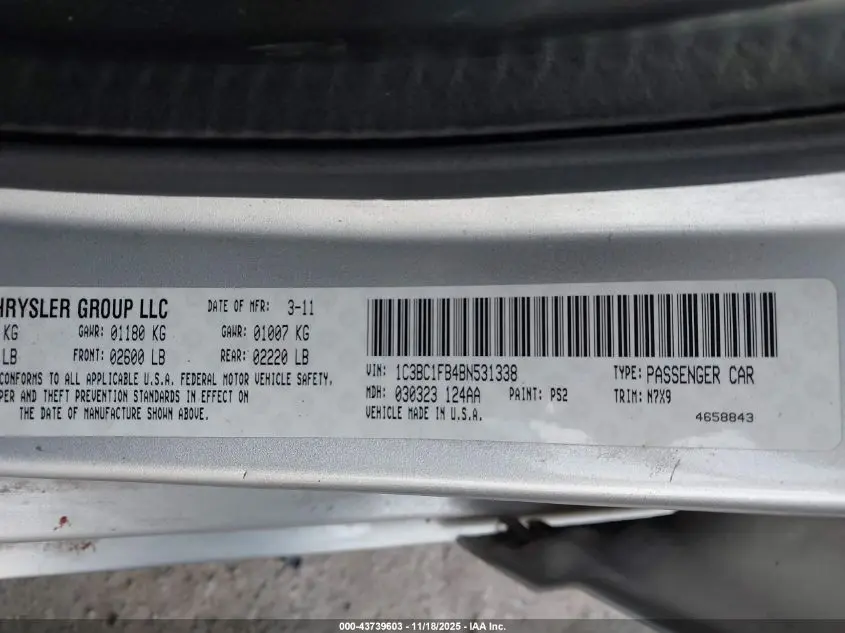 HRYSLER GROUP LLC DATE OF MFR: 3-11
KG GAWR: 01180 KG GAWR: 01007 KG
LB FRONT: 02600 LB REAR: 02220 LB
CONFORMS TO ALL APPLICABLE U.S.A. FEDERAL MOTOR VEHICLE SAFETY,
PER AND THEFT PREVENTION STANDARDS IN EFFECT ON
THE DATE OF MANUFACTURE SHOWN ABOVE.
VIN: 1C3BC1FB4BN531338 TYPE: PASSENGER CAR
MDH: 030323 124AA PAINT: PS2 TRIM: N7X9
VEHICLE MADE IN U.S.A. 4658843
000-43739603 - 11/18/2025 - IAA Inc.